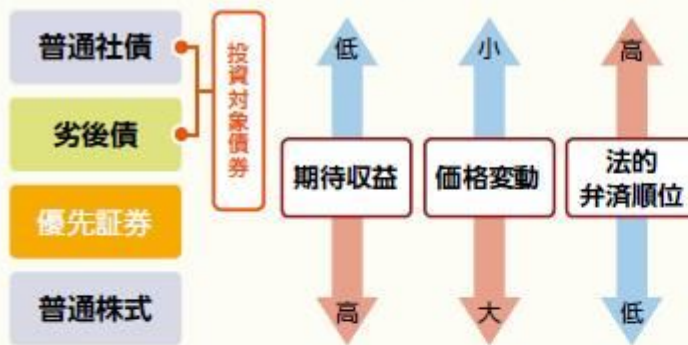 普通社債
劣後債
優先証券
普通株式
投資対象債券
低
期待収益
高
小
価格変動
大
高
法的
弁済順位
低